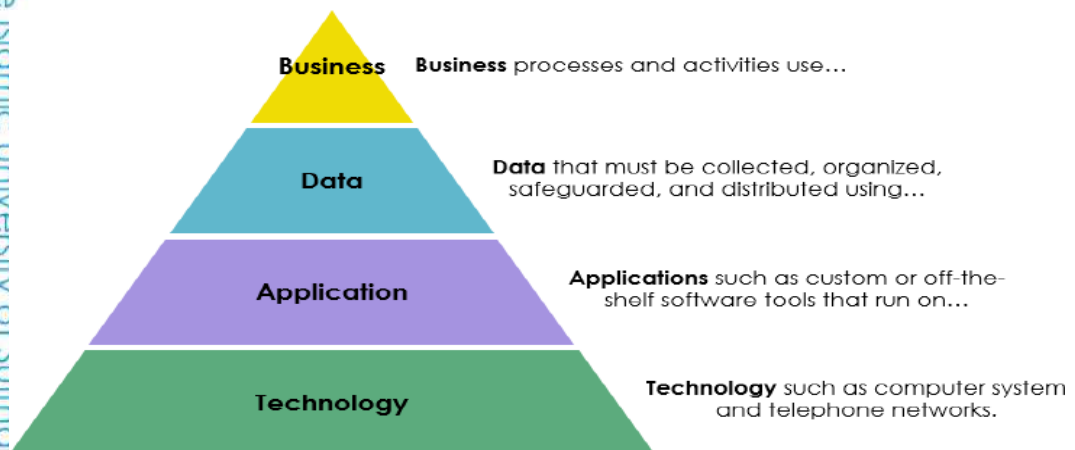 Business
Business processes and activities use…
Data
Data that must be collected, organized,
safeguarded, and distributed using…
Application
Applications such as custom or off-the-
shelf software tools that run on…
Technology
Technology such as computer system
and telephone networks.